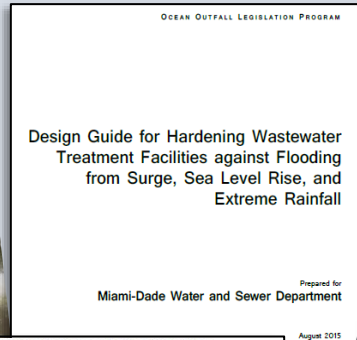 OCEAN OUTFALL LEGISLATION PROGRAM
Design Guide for Hardening Wastewater
Treatment Facilities against Flooding
from Surge, Sea Level Rise, and
Extreme Rainfall
Prepared for
Miami-Dade Water and Sewer Department
August 2015